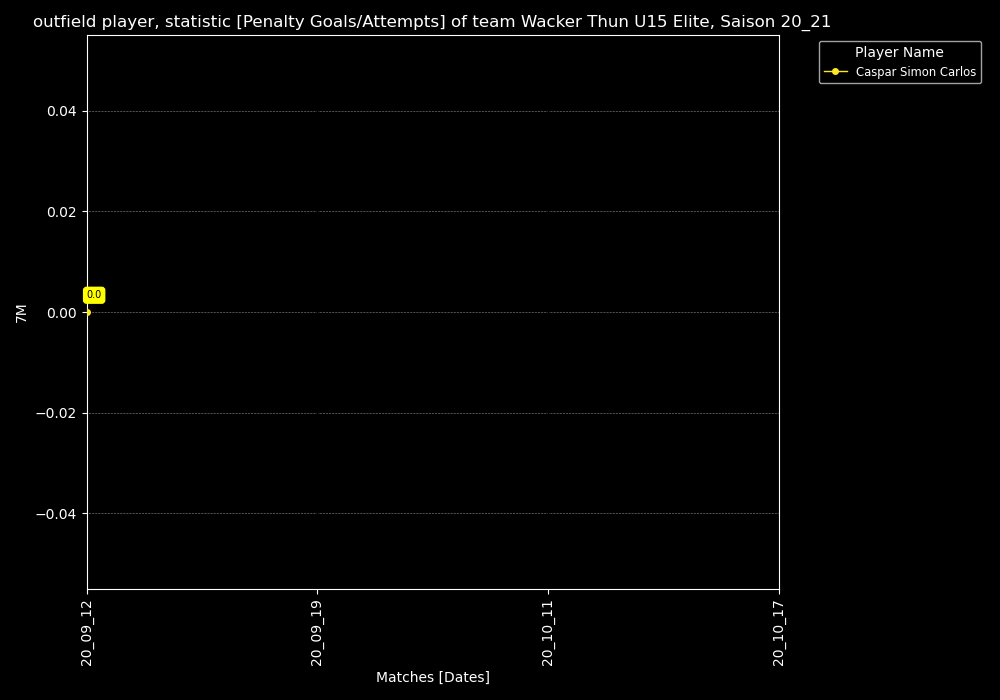 outfield player, statistic [Penalty Goals/Attempts] of team Wacker Thun U15 Elite, Saison 20_21
Player Name
Caspar Simon Carlos
0.04
0.02
0.00
−0.02
−0.04
7M
0.0
20_09_12
20_09_19
20_10_11
20_10_17
Matches [Dates]